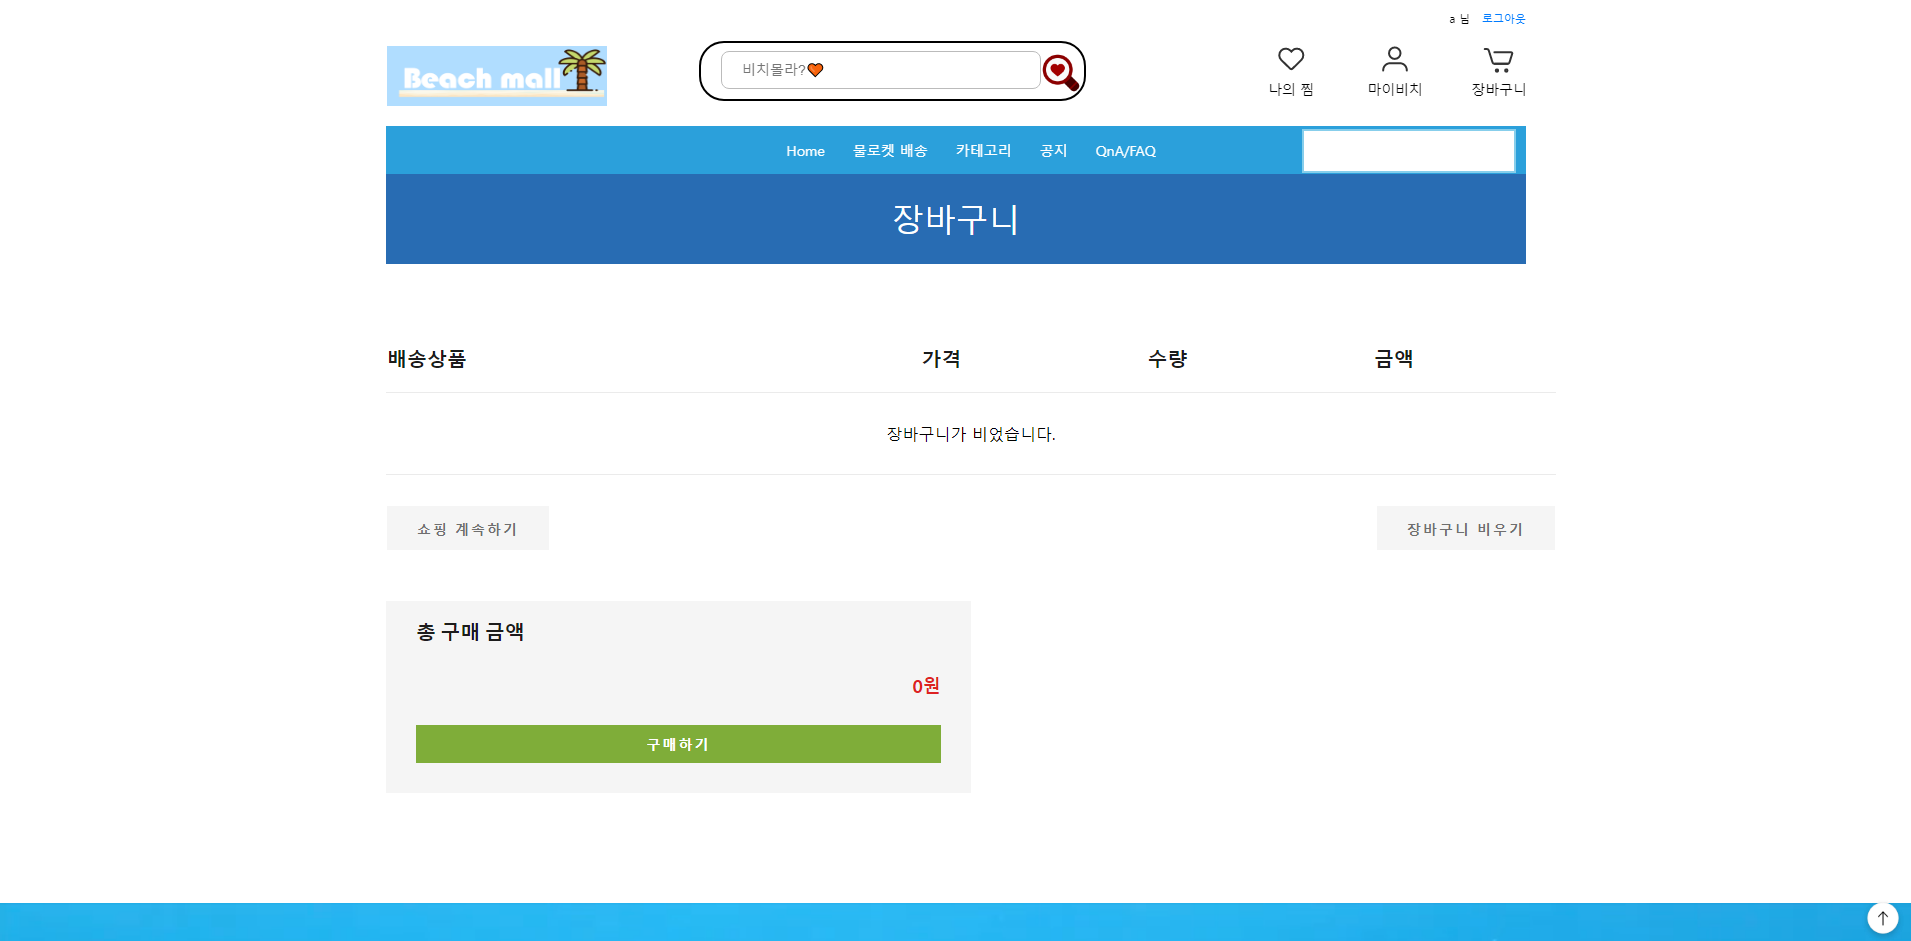 a 님 로그아웃
Beach mall
비치몰라?🧡
나의 찜 마이비치 장바구니
Home 물로켓 배송 카테고리 공지 QnA/FAQ
장바구니
배송상품 가격 수량 금액
장바구니가 비었습니다.
쇼핑 계속하기 장바구니 비우기
총 구매 금액
0원
구매하기